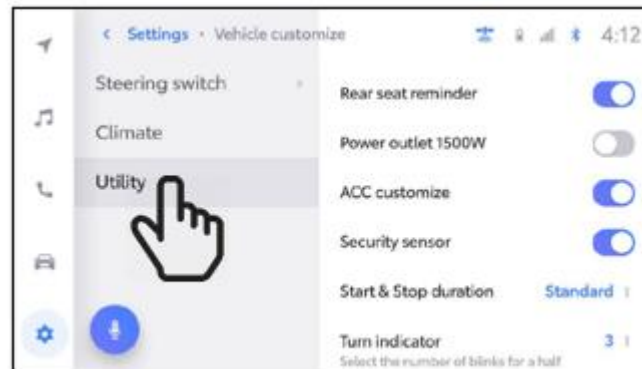 Settings • Vehicle customize
4:12
Steering switch
Climate
Utility
Rear seat reminder
Power outlet 1500W
ACC customize
Security sensor
Start & Stop duration Standard
Turn indicator 3
Select the number of blinks for a half